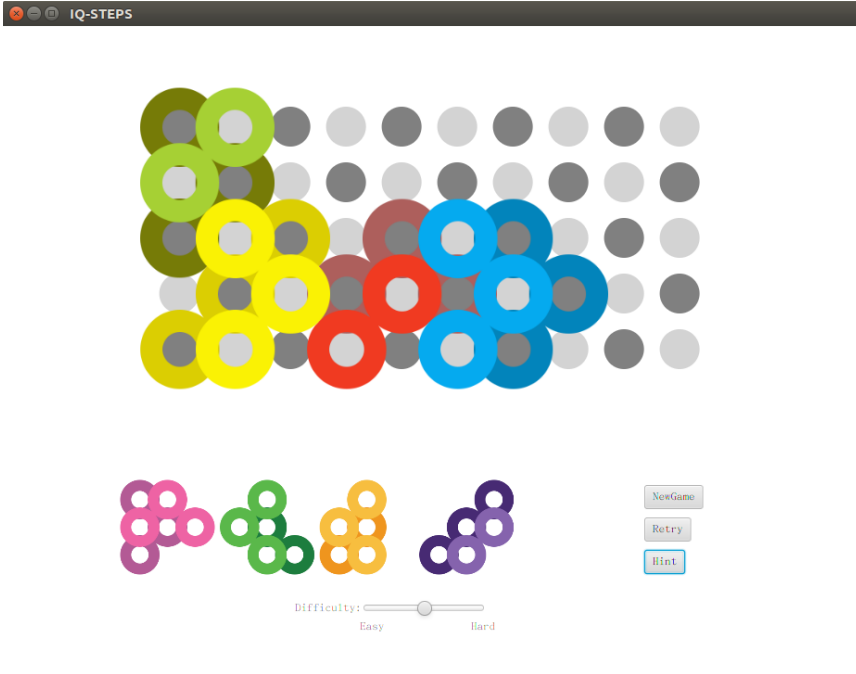 IQ-STEPS
NewGame
Retry
Hint
Difficulty:
Easy Hard